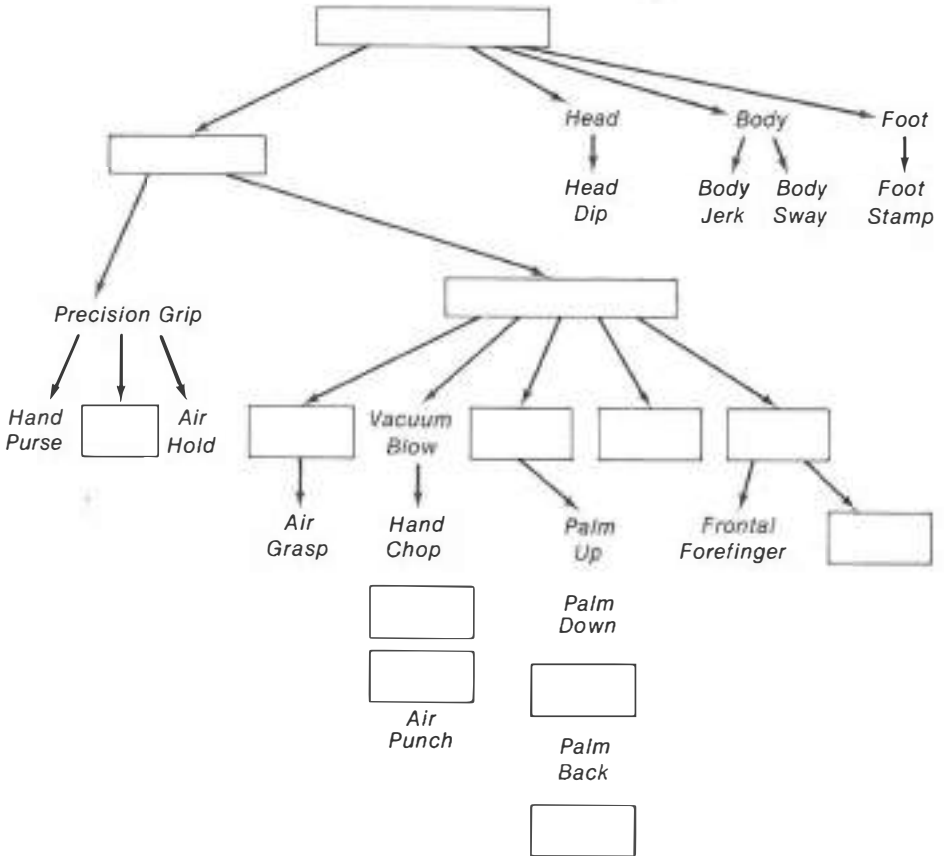 Head
Body
Foot
Head
Dip
Body
Jerk
Body
Sway
Foot
Stamp
Precision Grip
Hand
Purse
Air
Hold
Vacuum
Blow
Air
Grasp
Hand
Chop
Palm
Up
Frontal
Forefinger
Palm
Down
Air
Punch
Palm
Back